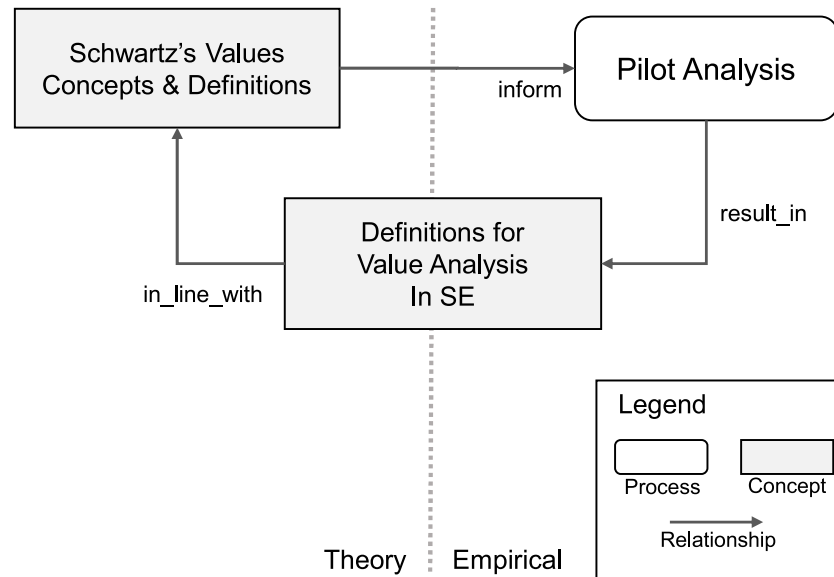 Schwartz's Values
Concepts & Definitions
Pilot Analysis
inform
result_in
Definitions for
Value Analysis
In SE
in_line_with
Legend
Process
Concept
Relationship
Theory
Empirical